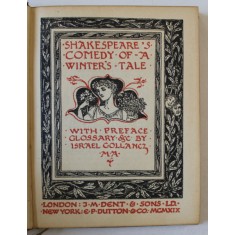 SHAKESPEARE'S
COMEDY OF A
WINTER'S TALE
WITH PREFACE
GLOSSARY &C BY
ISRAEL GOLLANCZ
M·A·
LONDON: J·M·DENT & SONS LD.
NEW YORK: E·P·DUTTON & CO. MCMXIX